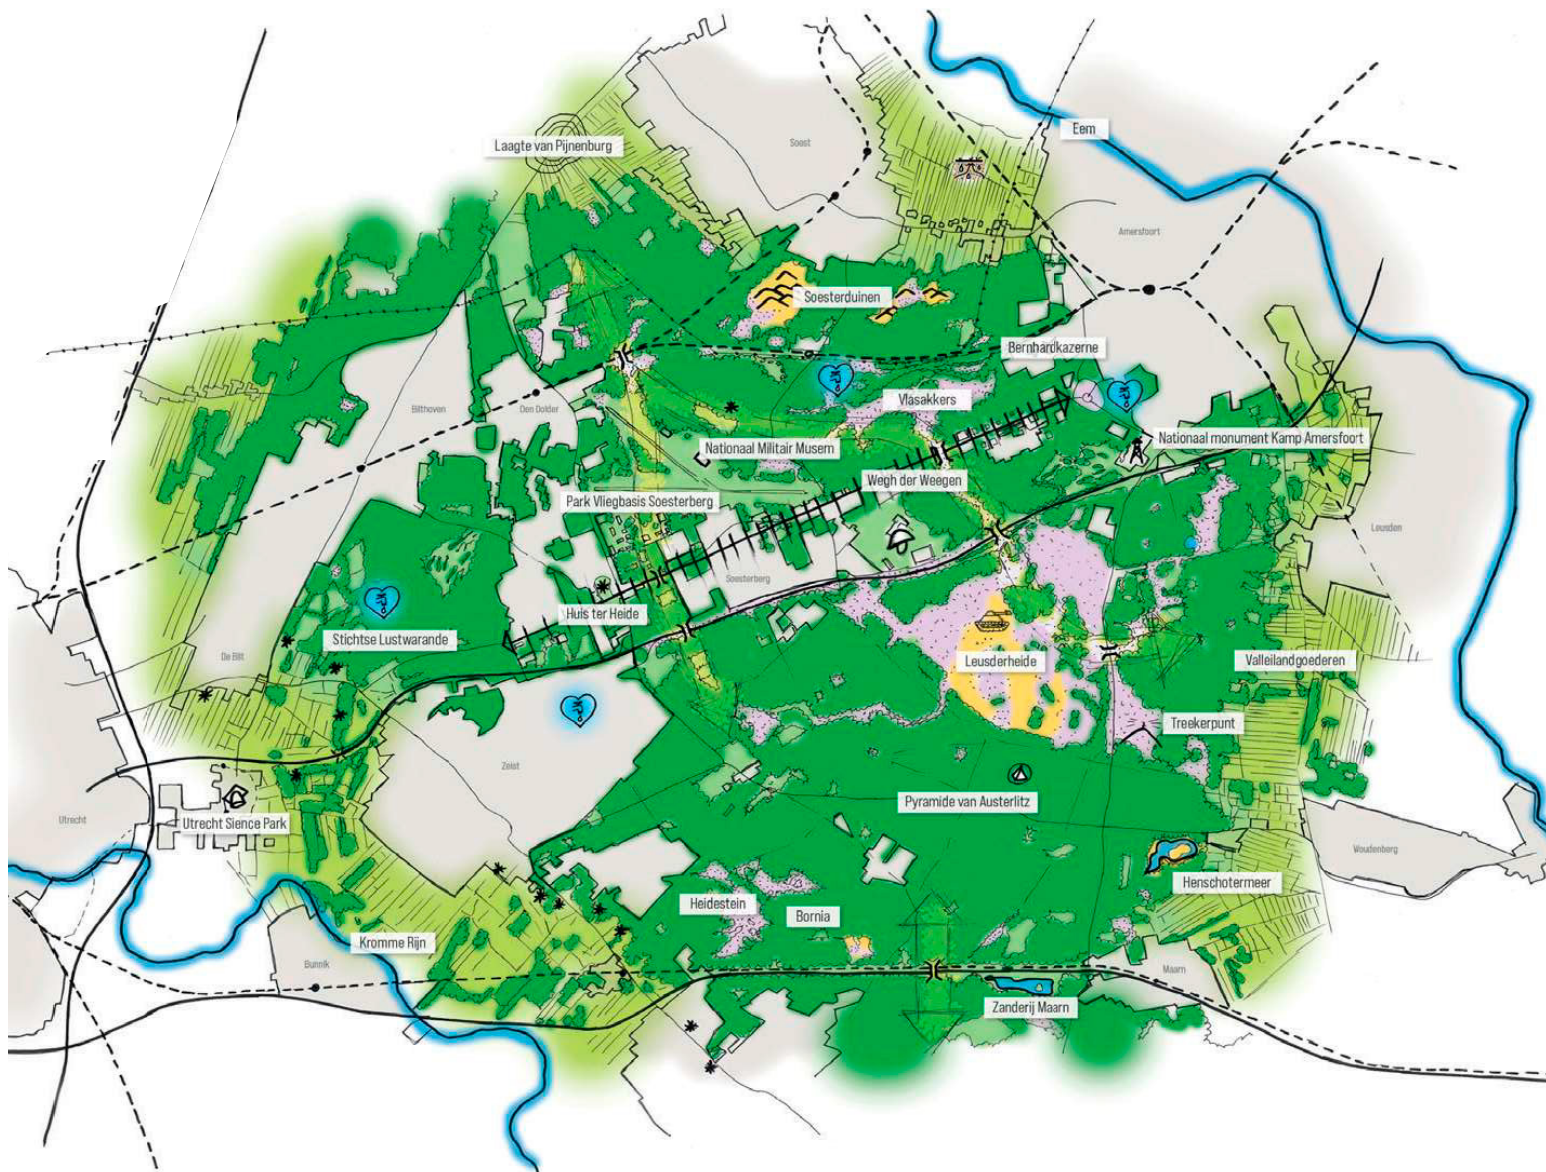 Eem
Laagte van Pijnenburg
Soest
Amersfoort
Soesterduinen
Bernhardkazerne
Vlasakkers
Bilthoven
Den Dolder
Nationaal Militair Musem
Nationaal monument Kamp Amersfoort
Wegh der Weegen
Park Vliegbasis Soesterberg
Leusden
Soesterberg
Huis ter Heide
Stichtse Lustwarande
De Bilt
Leusderheide
Valleilandgoederen
Treekerpunt
Zeist
Pyramide van Austerlitz
Utrecht
Utrecht Sience Park
Woudenberg
Henschotermeer
Heidestein
Bornia
Kromme Rijn
Bunnik
Maarn
Zanderij Maarn